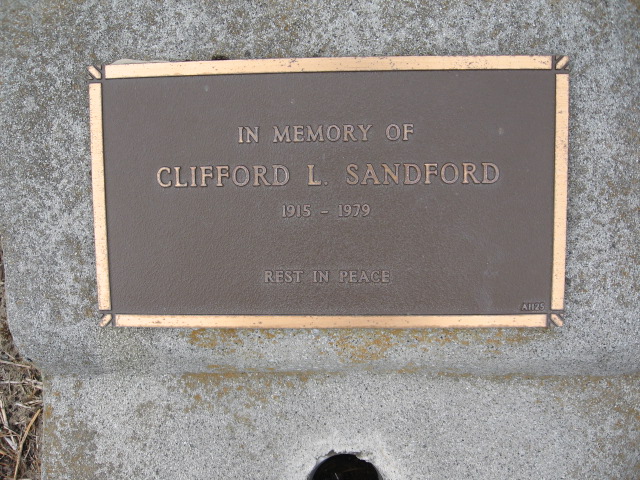 IN MEMORY OF
CLIFFORD L. SANDFORD
1915 - 1979
REST IN PEACE
A1125